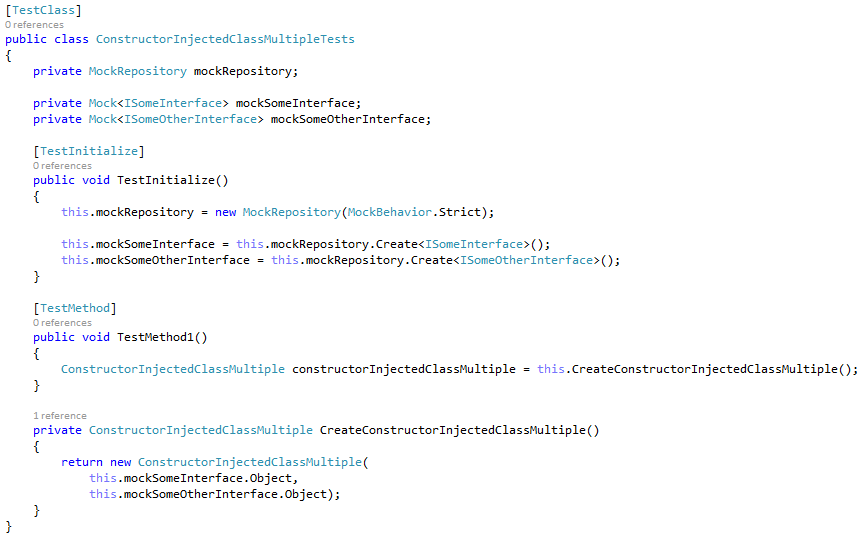 [TestClass]
0 references
public class ConstructorInjectedClassMultipleTests
{
private MockRepository mockRepository;
private Mock<ISomeInterface> mockSomeInterface;
private Mock<ISomeOtherInterface> mockSomeOtherInterface;
[TestInitialize]
0 references
public void TestInitialize()
{
this.mockRepository = new MockRepository(MockBehavior.Strict);
this.mockSomeInterface = this.mockRepository.Create<ISomeInterface>();
this.mockSomeOtherInterface = this.mockRepository.Create<ISomeOtherInterface>();
}
[TestMethod]
0 references
public void TestMethod1()
{
ConstructorInjectedClassMultiple constructorInjectedClassMultiple = this.CreateConstructorInjectedClassMultiple();
}
1 reference
private ConstructorInjectedClassMultiple CreateConstructorInjectedClassMultiple()
{
return new ConstructorInjectedClassMultiple(
this.mockSomeInterface.Object,
this.mockSomeOtherInterface.Object);
}
}